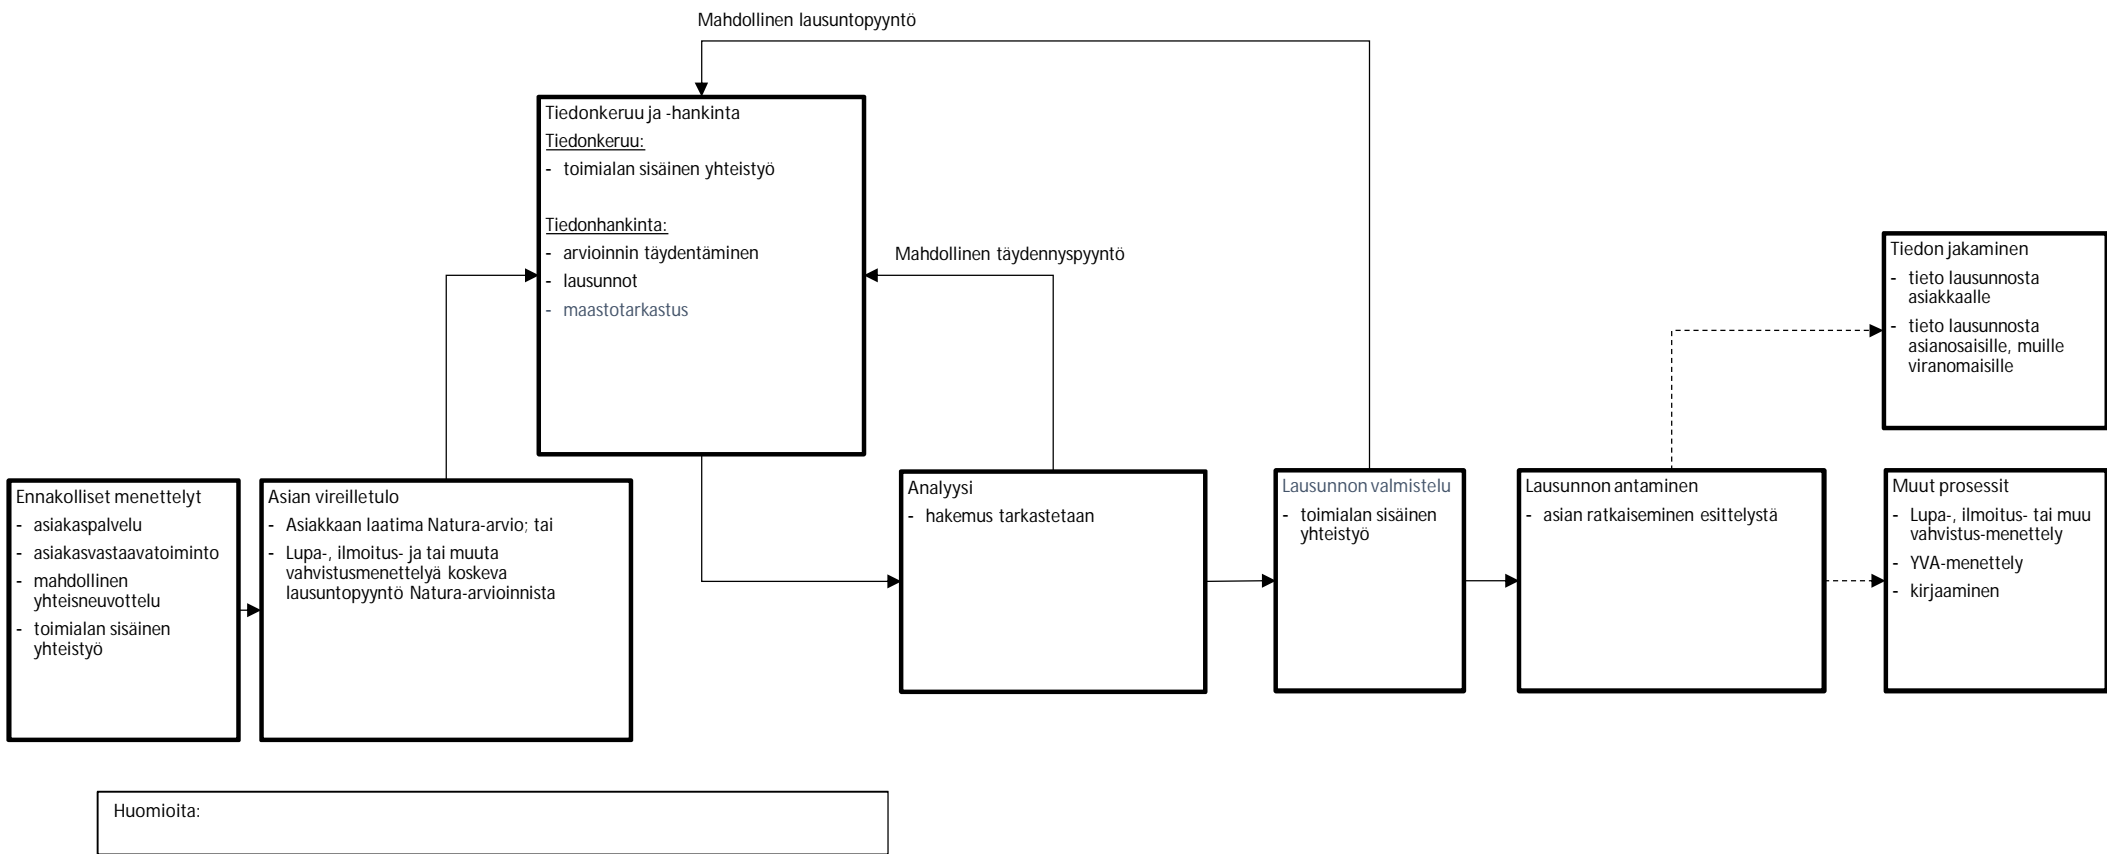 Mahdollinen lausuntopyyntö
Tiedonkeruu ja -hankinta
Tiedonkeruu:
- toimialan sisäinen yhteistyö
Tiedonhankinta:
- arvioinnin täydentäminen
- lausunnot
- maastotarkastus
Mahdollinen täydennyspyyntö
Tiedon jakaminen
- tieto lausunnosta
asiakkaalle
- tieto lausunnosta
asianosaisille, muille
viranomaisille
Ennakolliset menettelyt
- asiakaspalvelu
- asiakasvastaavatoiminto
- mahdollinen
yhteisneuvottelu
- toimialan sisäinen
yhteistyö
Asian vireilletulo
- Asiakkaan laatima Natura-arvio; tai
- Lupa-, ilmoitus- ja tai muuta
vahvistusmenettelyä koskeva
lausuntopyyntö Natura-arvioinnista
Analyysi
- hakemus tarkastetaan
Lausunnon valmistelu
- toimialan sisäinen
yhteistyö
Lausunnon antaminen
- asian ratkaiseminen esittelystä
Muut prosessit
- Lupa-, ilmoitus- tai muu
vahvistus-menettely
- YVA-menettely
- kirjaaminen
Huomioita: